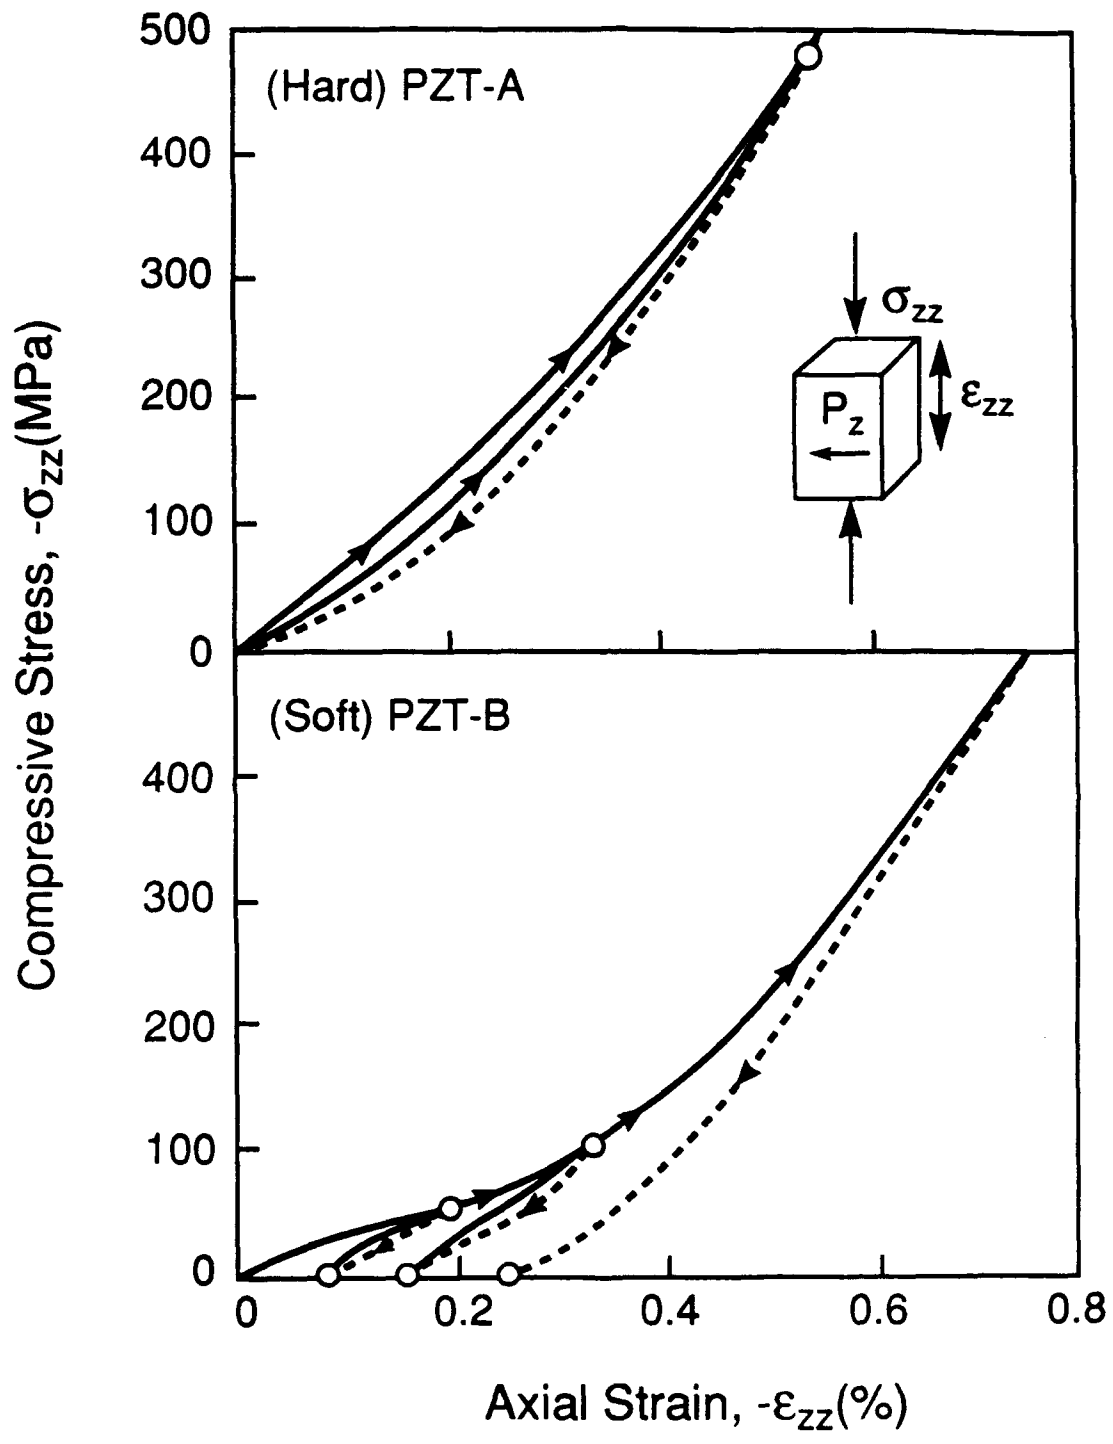 500
(Hard) PZT-A
400
300
σzz
200
Pz
εzz
100
0
(Soft) PZT-B
400
300
200
100
0
0 0.2 0.4 0.6 0.8
Axial Strain, -εzz(%)
Compressive Stress, -σzz(MPa)